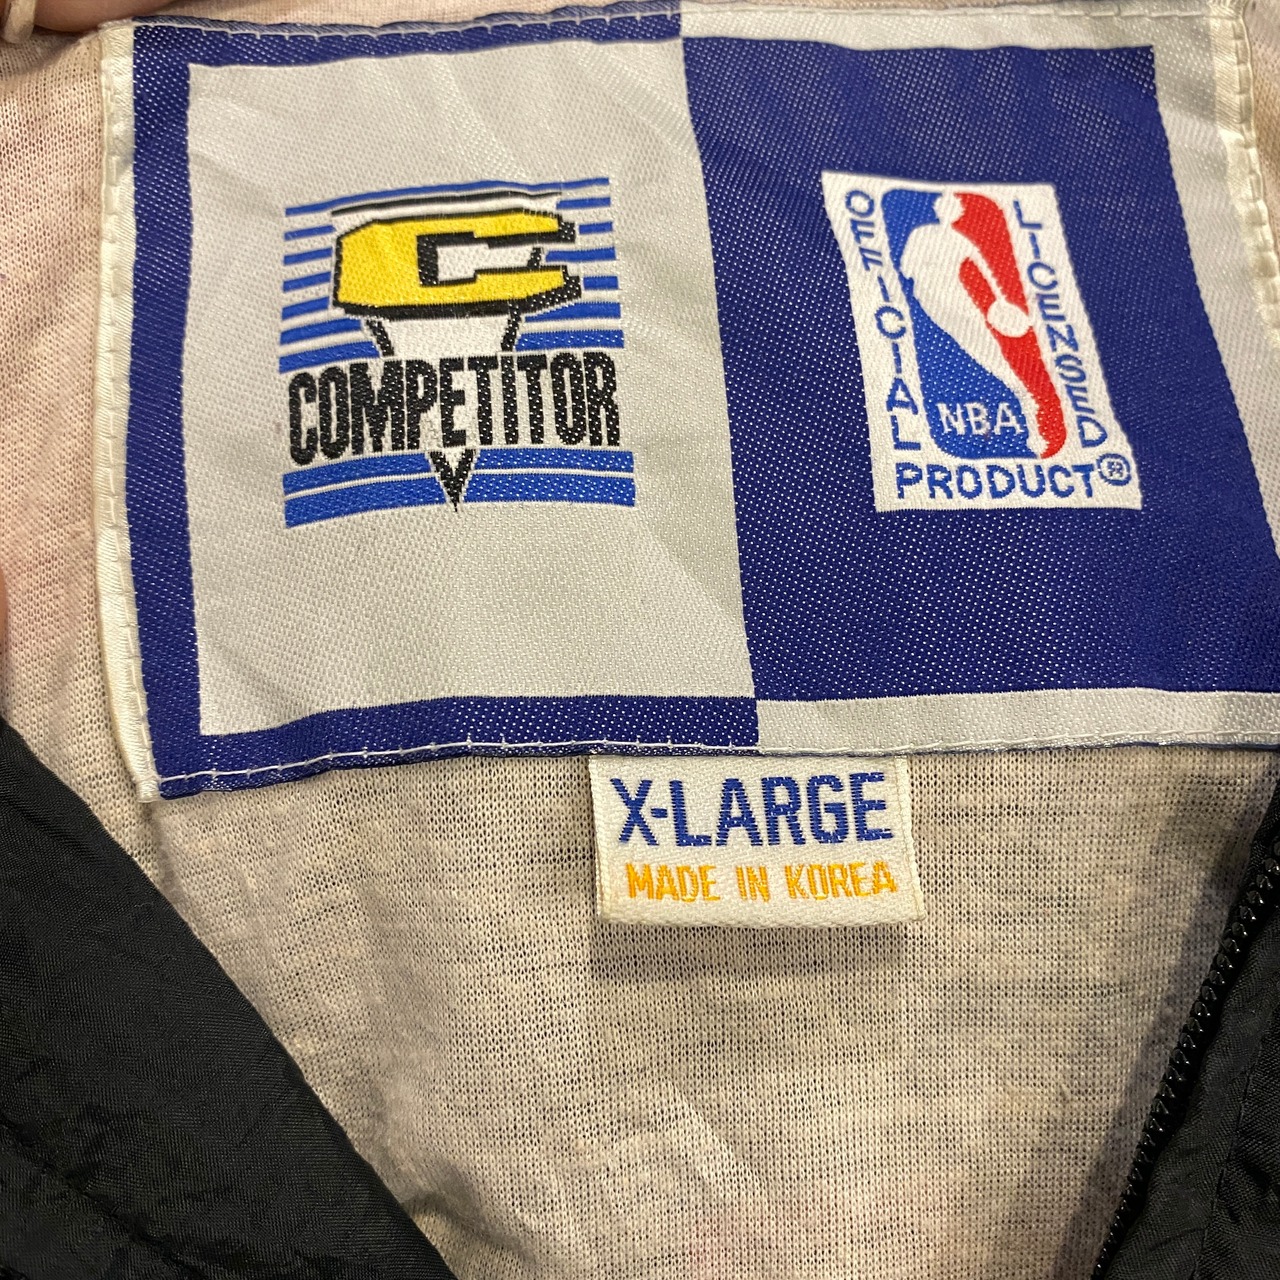 C
COMPETITOR
OFFICIAL
LICENSED
NBA
PRODUCT®
X-LARGE
MADE IN KOREA